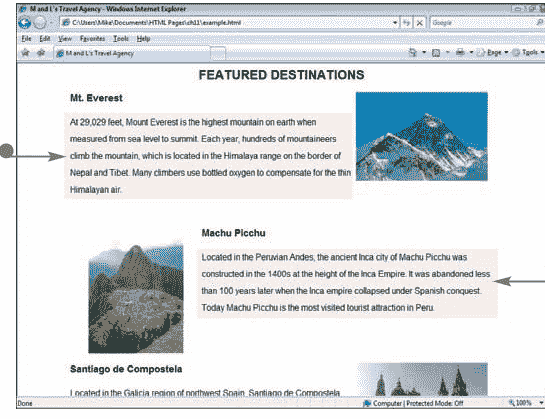 M and L's Travel Agency - Windows Internet Explorer
C:\Users\Mike\Documents\HTML Pages\ch11\example.html
Google
File Edit View Favorites Tools Help
M and L's Travel Agency
Page Tools
FEATURED DESTINATIONS
Mt. Everest
At 29,029 feet, Mount Everest is the highest mountain on earth when
measured from sea level to summit. Each year, hundreds of mountaineers
climb the mountain, which is located in the Himalaya range on the border of
Nepal and Tibet. Many climbers use bottled oxygen to compensate for the thin
Himalayan air.
Machu Picchu
Located in the Peruvian Andes, the ancient Inca city of Machu Picchu was
constructed in the 1400s at the height of the Inca Empire. It was abandoned less
than 100 years later when the Inca empire collapsed under Spanish conquest.
Today Machu Picchu is the most visited tourist attraction in Peru.
Santiago de Compostela
Located in the Galicia region of northwest Spain, Santiago de Compostela
Done
Computer | Protected Mode: Off
100%